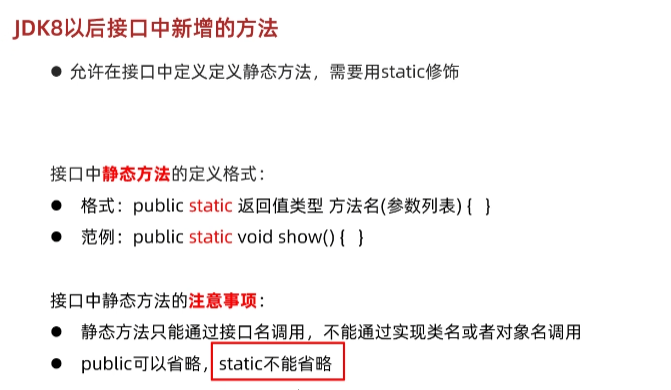 JDK8以后接口中新增的方法
● 允许在接口中定义定义静态方法，需要用static修饰
接口中静态方法的定义格式：
● 格式：public static 返回值类型 方法名(参数列表) { }
● 范例：public static void show() { }
接口中静态方法的注意事项：
● 静态方法只能通过接口名调用，不能通过实现类名或者对象名调用
● public可以省略，static不能省略